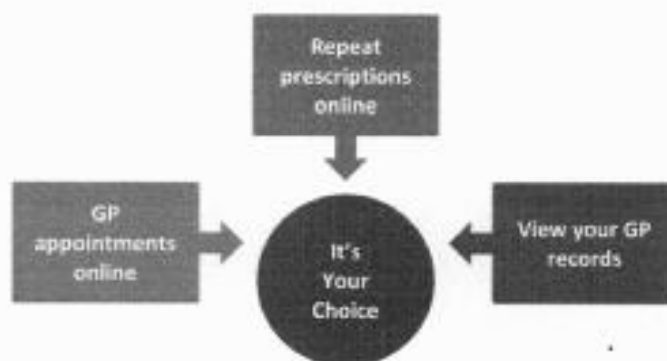 Repeat
prescriptions
online
GP
appointments
online
It's
Your
Choice
View your GP
records